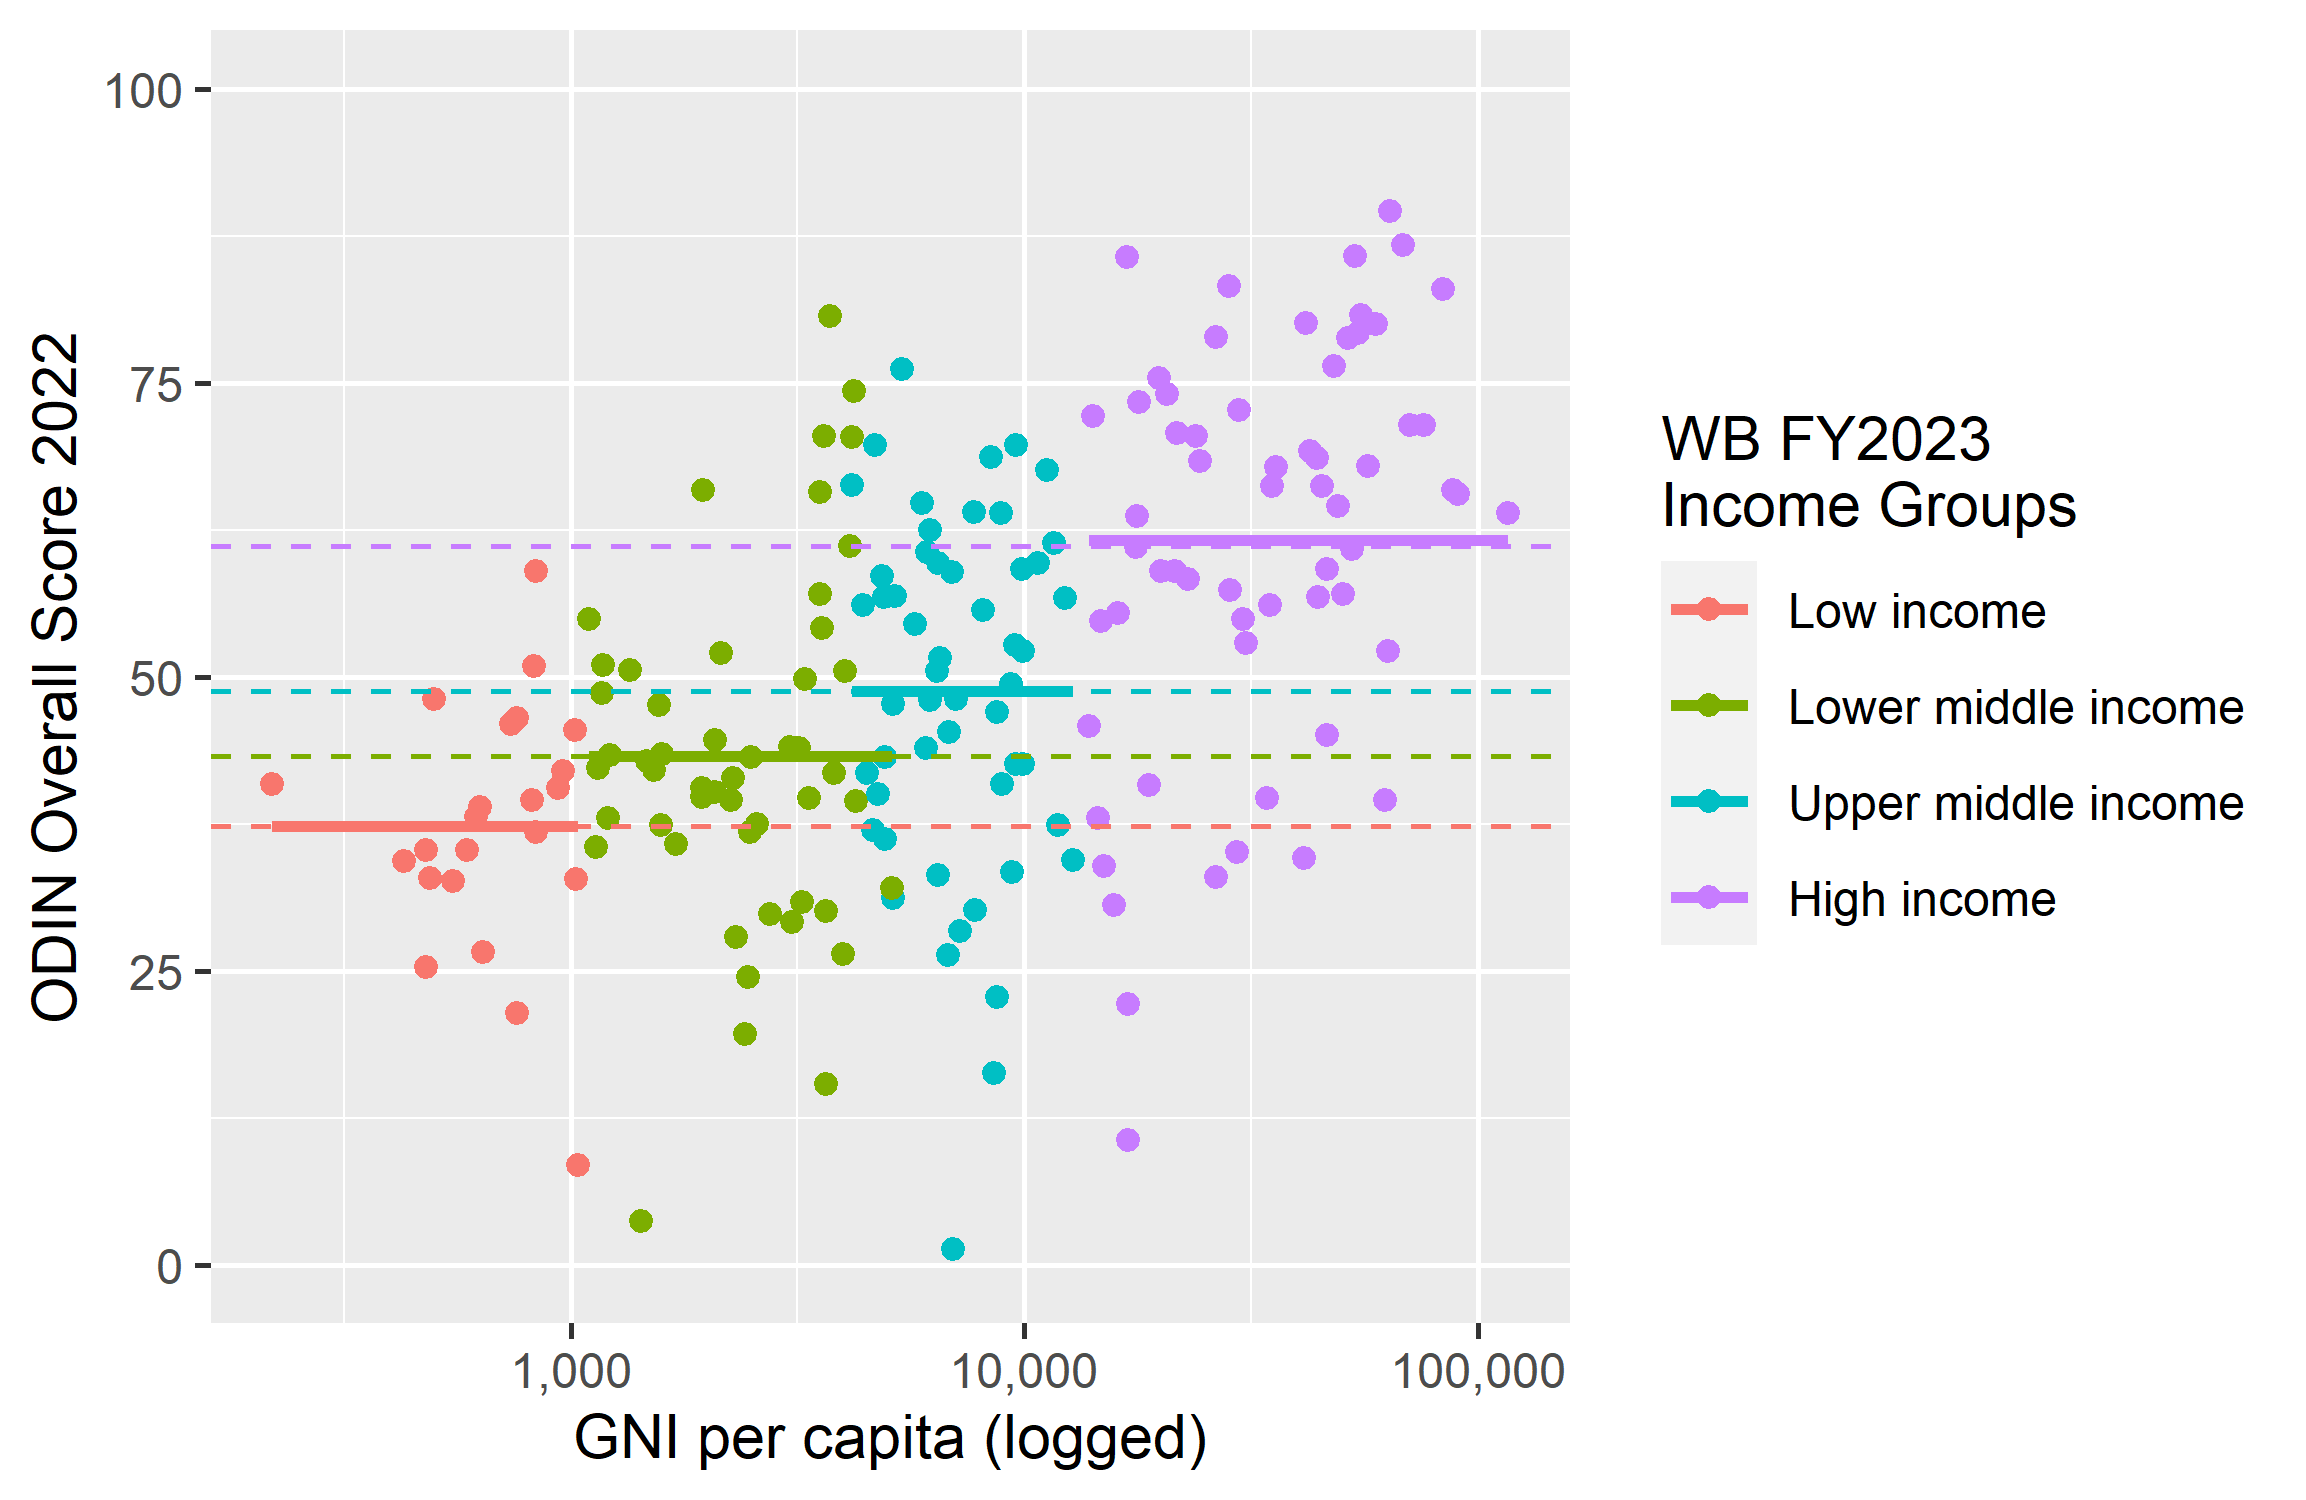 ODIN Overall Score 2022
100
75
50
25
0
1,000
10,000
100,000
GNI per capita (logged)
WB FY2023
Income Groups
Low income
Lower middle income
Upper middle income
High income